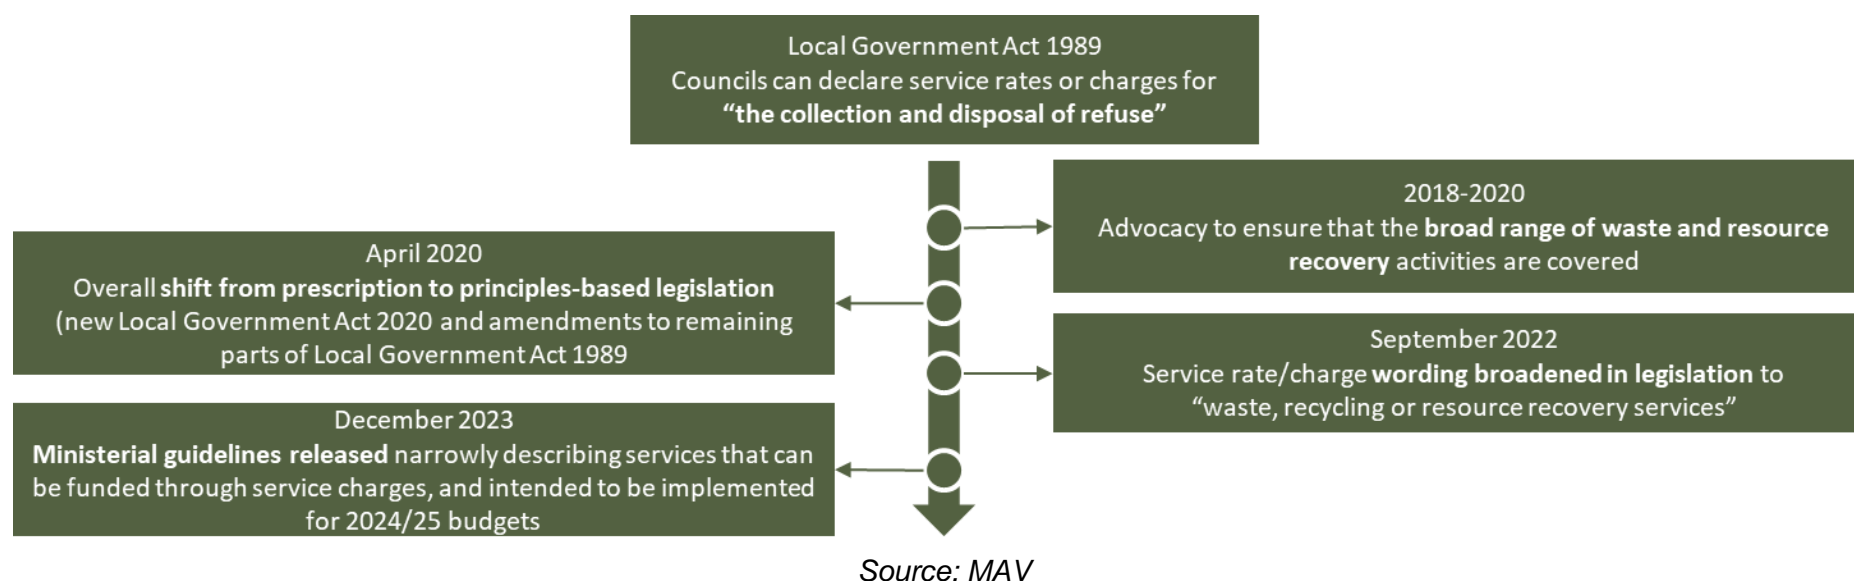 Local Government Act 1989
Councils can declare service rates or charges for
“the collection and disposal of refuse”
2018-2020
Advocacy to ensure that the broad range of waste and resource
recovery activities are covered
April 2020
Overall shift from prescription to principles-based legislation
(new Local Government Act 2020 and amendments to remaining
parts of Local Government Act 1989
September 2022
Service rate/charge wording broadened in legislation to
“waste, recycling or resource recovery services”
December 2023
Ministerial guidelines released narrowly describing services that can
be funded through service charges, and intended to be implemented
for 2024/25 budgets
Source: MAV